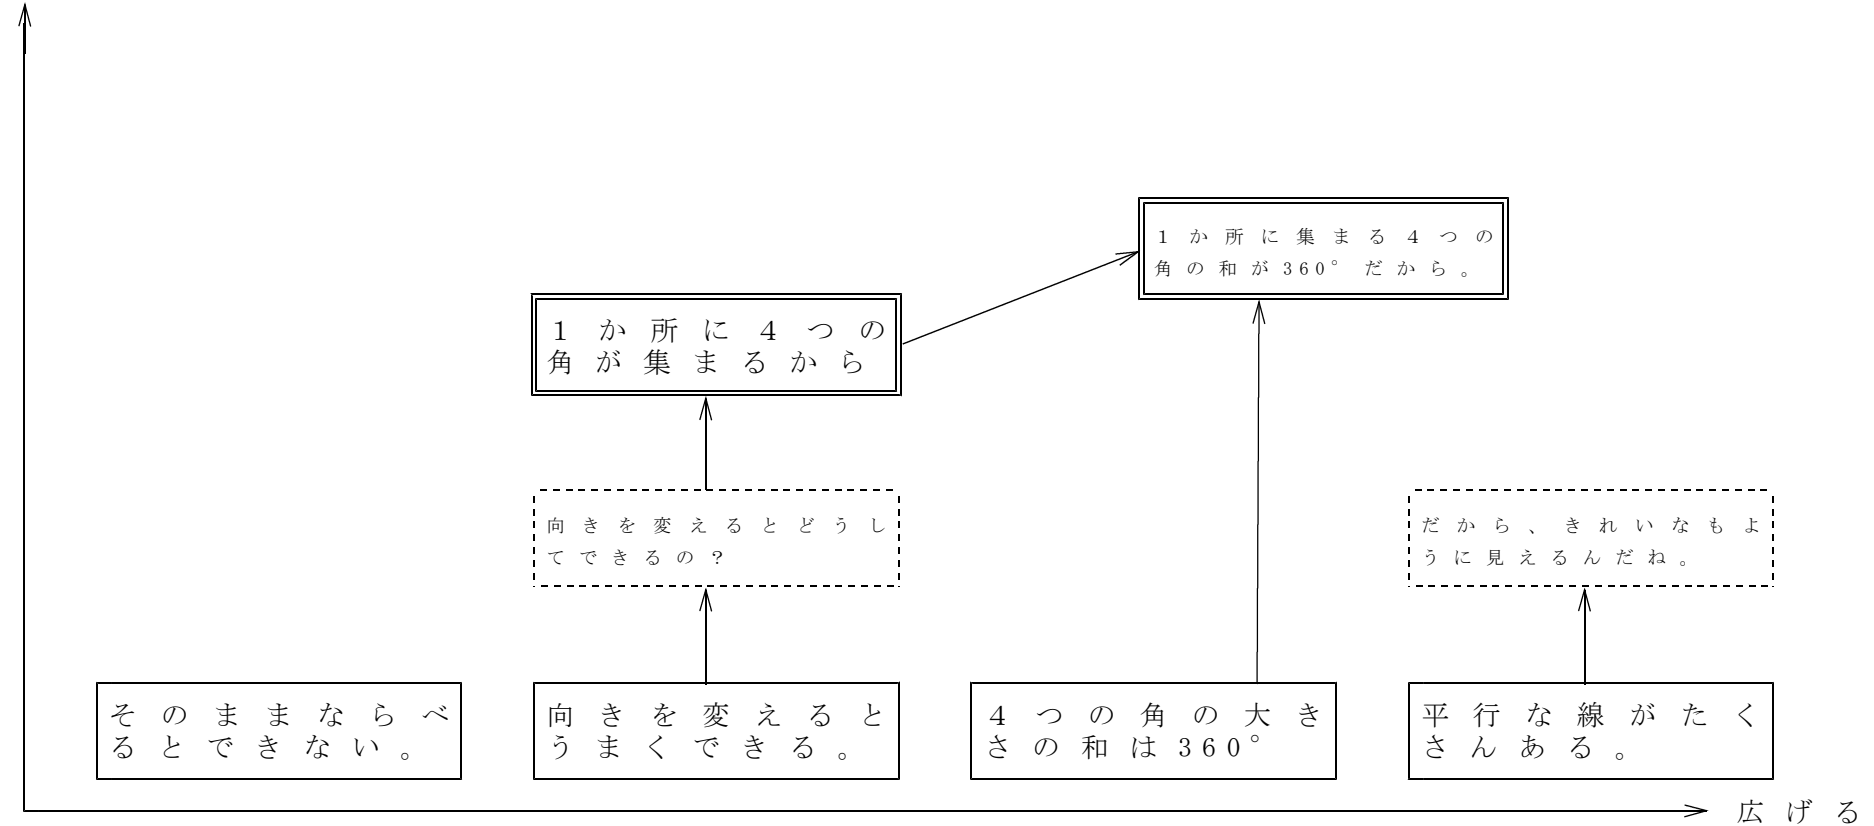 １か所に集まる４つの
角の和が360°だから。
１か所に４つの
角が集まるから
向きを変えるとどうし
てできるの？
だから、きれいなもよ
うに見えるんだね。
そのままならべ
るとできない。
向きを変えると
うまくできる。
４つの角の大き
さの和は360°
平行な線がたく
さんある。
広げる